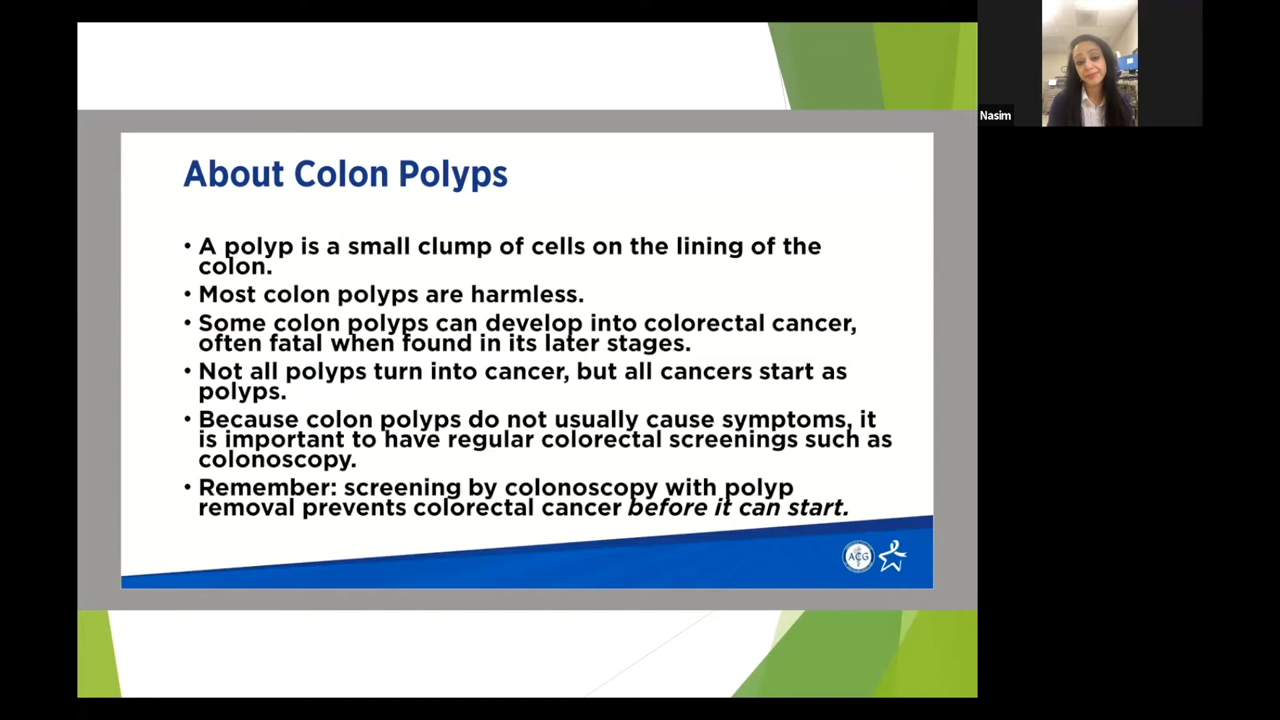 About Colon Polyps
• A polyp is a small clump of cells on the lining of the
colon.
• Most colon polyps are harmless.
• Some colon polyps can develop into colorectal cancer,
often fatal when found in its later stages.
• Not all polyps turn into cancer, but all cancers start as
polyps.
• Because colon polyps do not usually cause symptoms, it
is important to have regular colorectal screenings such as
colonoscopy.
• Remember: screening by colonoscopy with polyp
removal prevents colorectal cancer before it can start.
ACG
Nasim